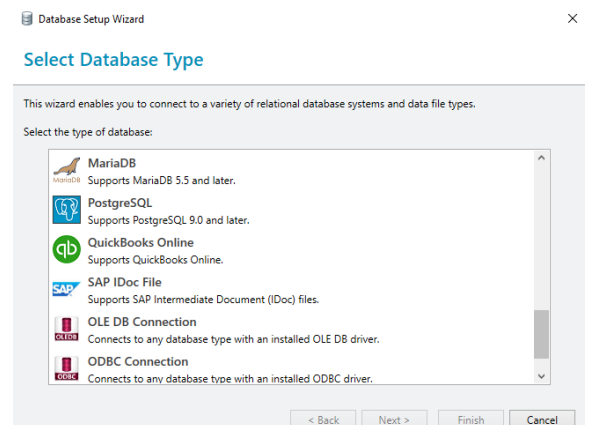 Database Setup Wizard
Select Database Type
This wizard enables you to connect to a variety of relational database systems and data file types.
Select the type of database:
MariaDB
MariaDB
Supports MariaDB 5.5 and later.
PostgreSQL
Supports PostgreSQL 9.0 and later.
qb
QuickBooks Online
Supports QuickBooks Online.
SAP
SAP IDoc File
Supports SAP Intermediate Document (IDoc) files.
OLEDB
OLE DB Connection
Connects to any database type with an installed OLE DB driver.
ODBC
ODBC Connection
Connects to any database type with an installed ODBC driver.
< Back Next > Finish Cancel